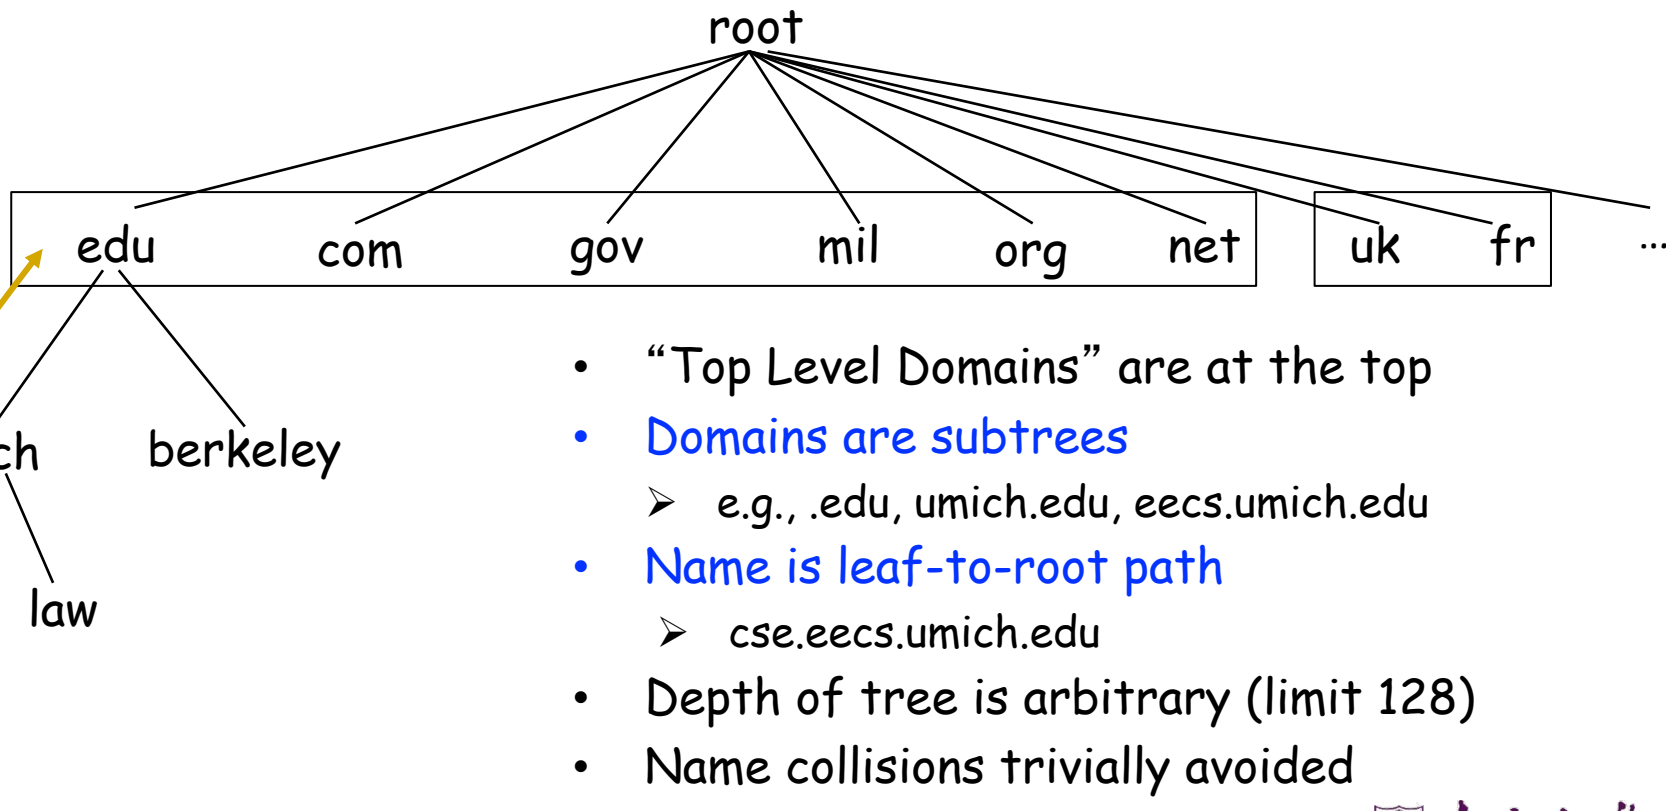 root
edu com gov mil org net uk fr ...
“Top Level Domains” are at the top
Domains are subtrees
e.g., .edu, umich.edu, eecs.umich.edu
Name is leaf-to-root path
cse.eecs.umich.edu
Depth of tree is arbitrary (limit 128)
Name collisions trivially avoided
ch berkeley
law